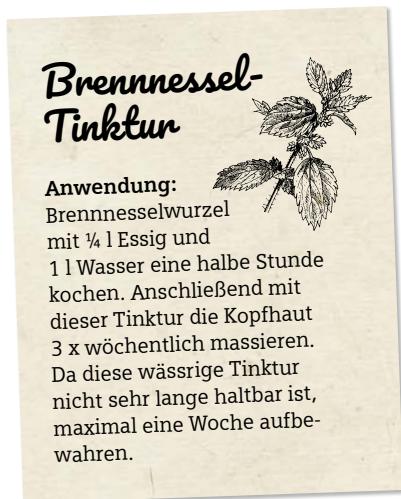 Brennnessel-
Tinktur
Anwendung:
Brennnesselwurzel
mit ¼ l Essig und
1 l Wasser eine halbe Stunde
kochen. Anschließend mit
dieser Tinktur die Kopfhaut
3 x wöchentlich massieren.
Da diese wässrige Tinktur
nicht sehr lange haltbar ist,
maximal eine Woche aufbe-
wahren.